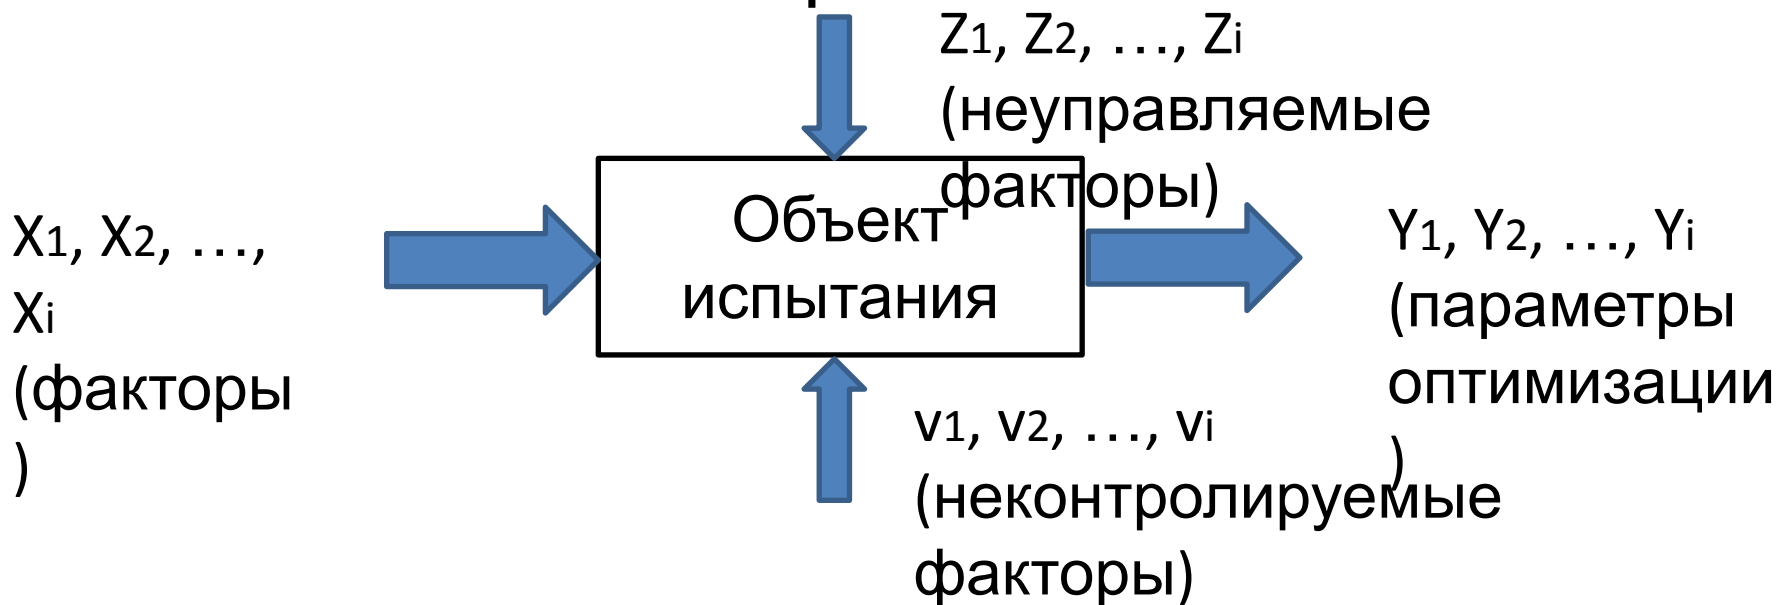 Z1, Z2, …, Zi
(неуправляемые
факторы)
Объект
испытания
X1, X2, …,
Xi
(факторы
)
Y1, Y2, …, Yi
(параметры
оптимизации
)
v1, v2, …, vi
(неконтролируемые
факторы)